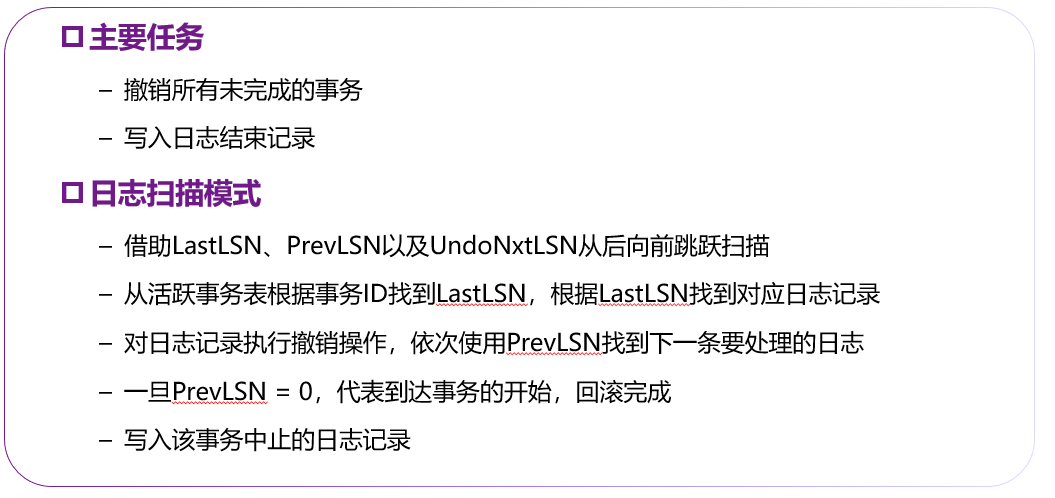 主要任务
– 撤销所有未完成的事务
– 写入日志结束记录
日志扫描模式
– 借助LastLSN、PrevLSN以及UndoNxtLSN从后向前跳跃扫描
– 从活跃事务表根据事务ID找到LastLSN，根据LastLSN找到对应日志记录
– 对日志记录执行撤销操作，依次使用PrevLSN找到下一条要处理的日志
– 一旦PrevLSN = 0，代表到达事务的开始，回滚完成
– 写入该事务中止的日志记录